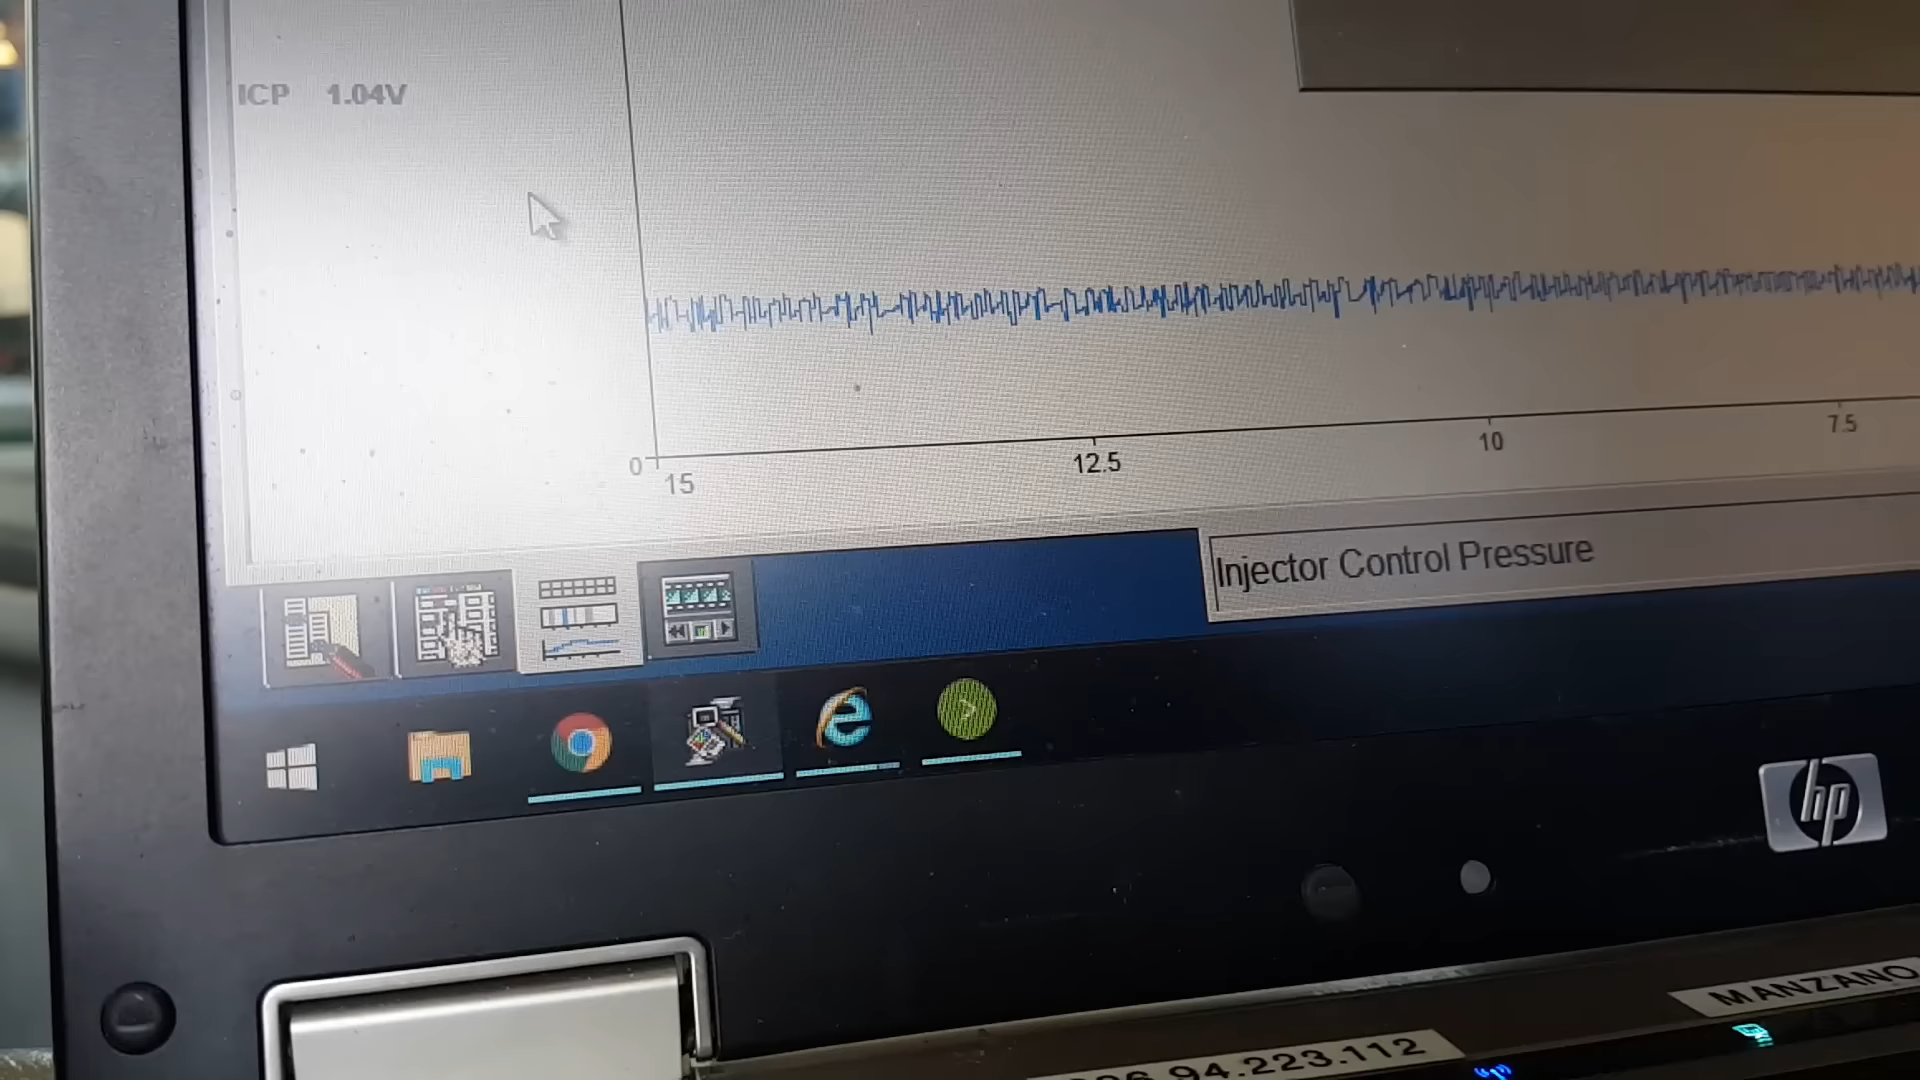 ICP 1.04V
0
15
12.5
10
7.5
Injector Control Pressure
hp
MANZANO
94.223.112